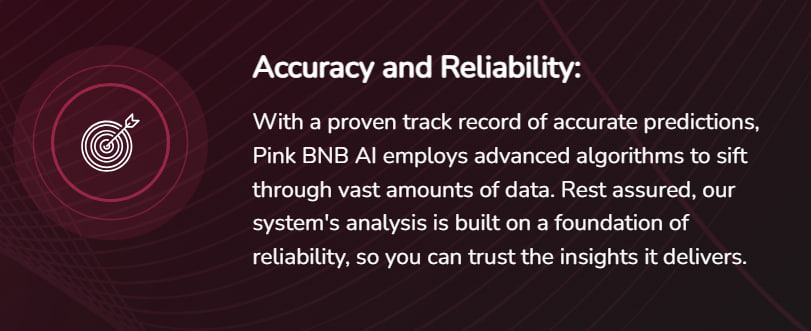 Accuracy and Reliability:
With a proven track record of accurate predictions,
Pink BNB AI employs advanced algorithms to sift
through vast amounts of data. Rest assured, our
system's analysis is built on a foundation of
reliability, so you can trust the insights it delivers.